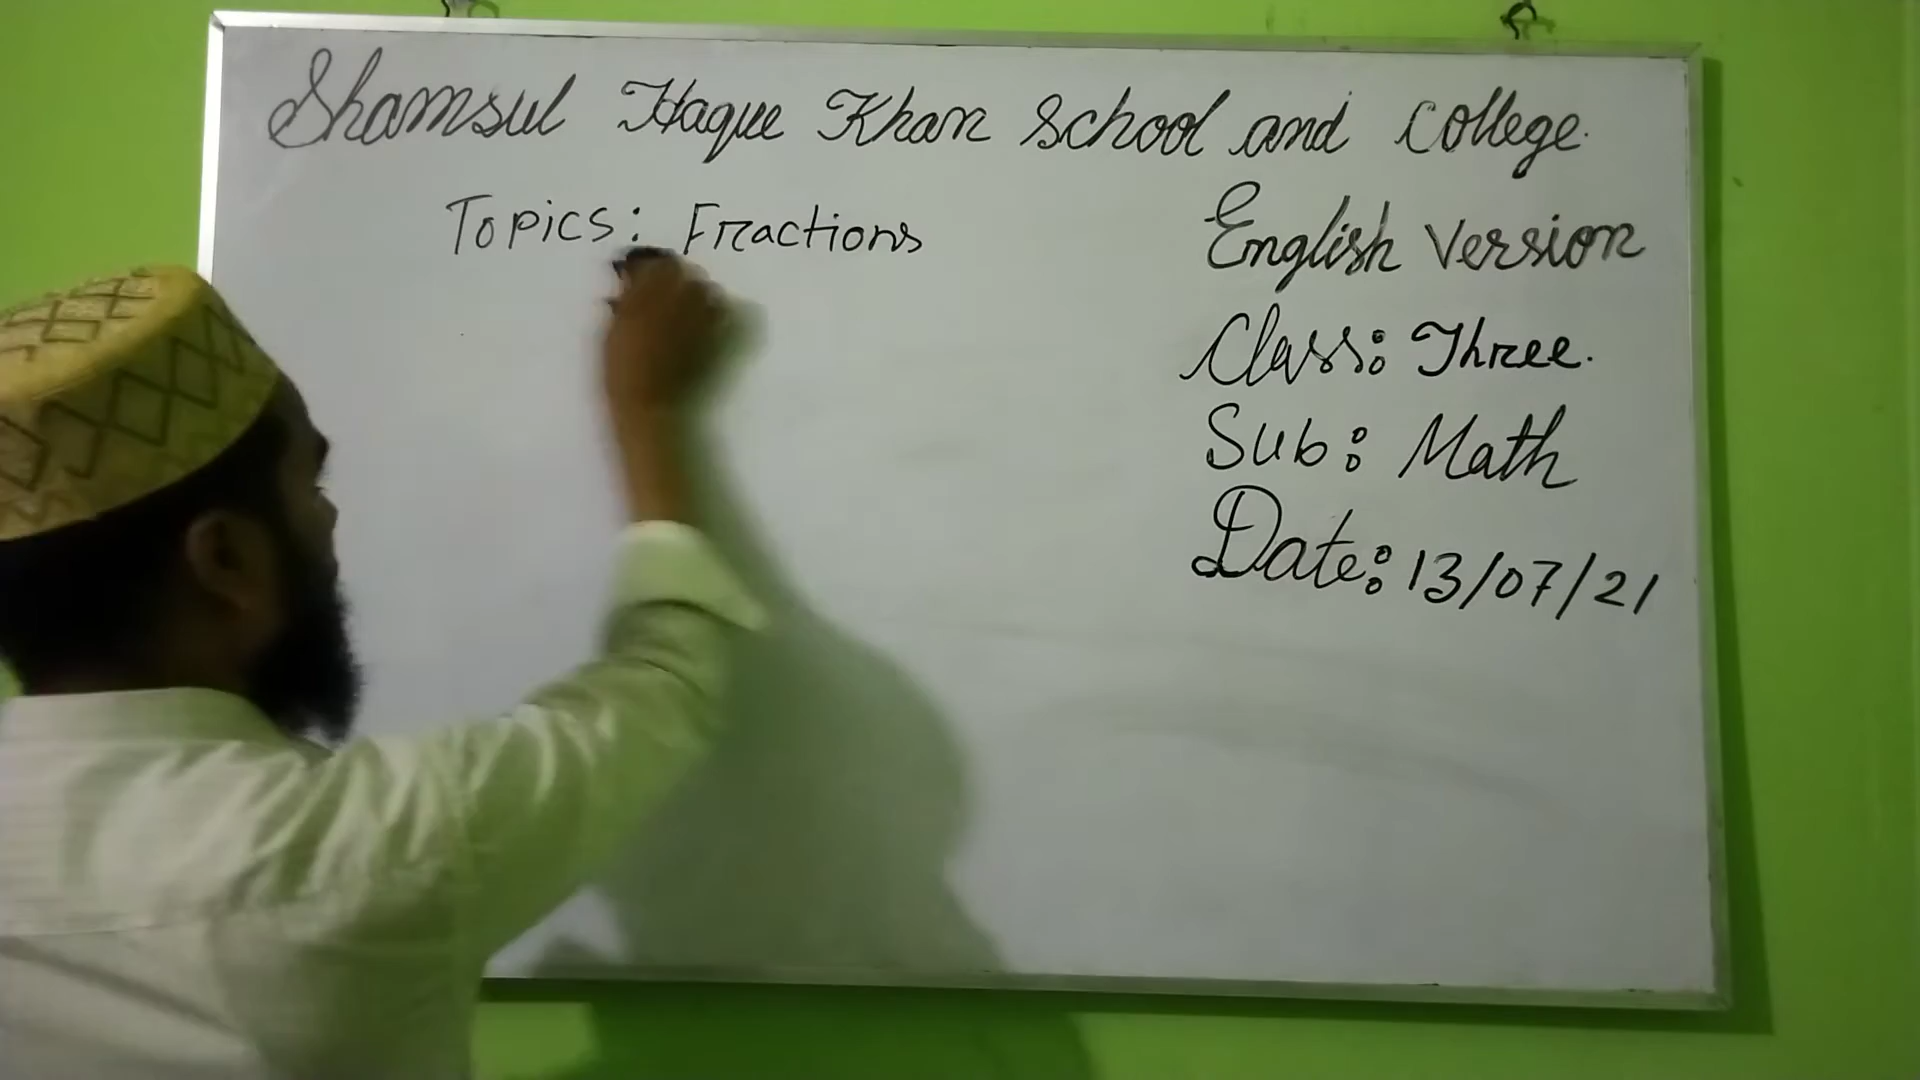 Shamsul Haque Khan School and College.
Topics: Fractions
English Version
Class: Three.
Sub: Math
Date: 13/07/21